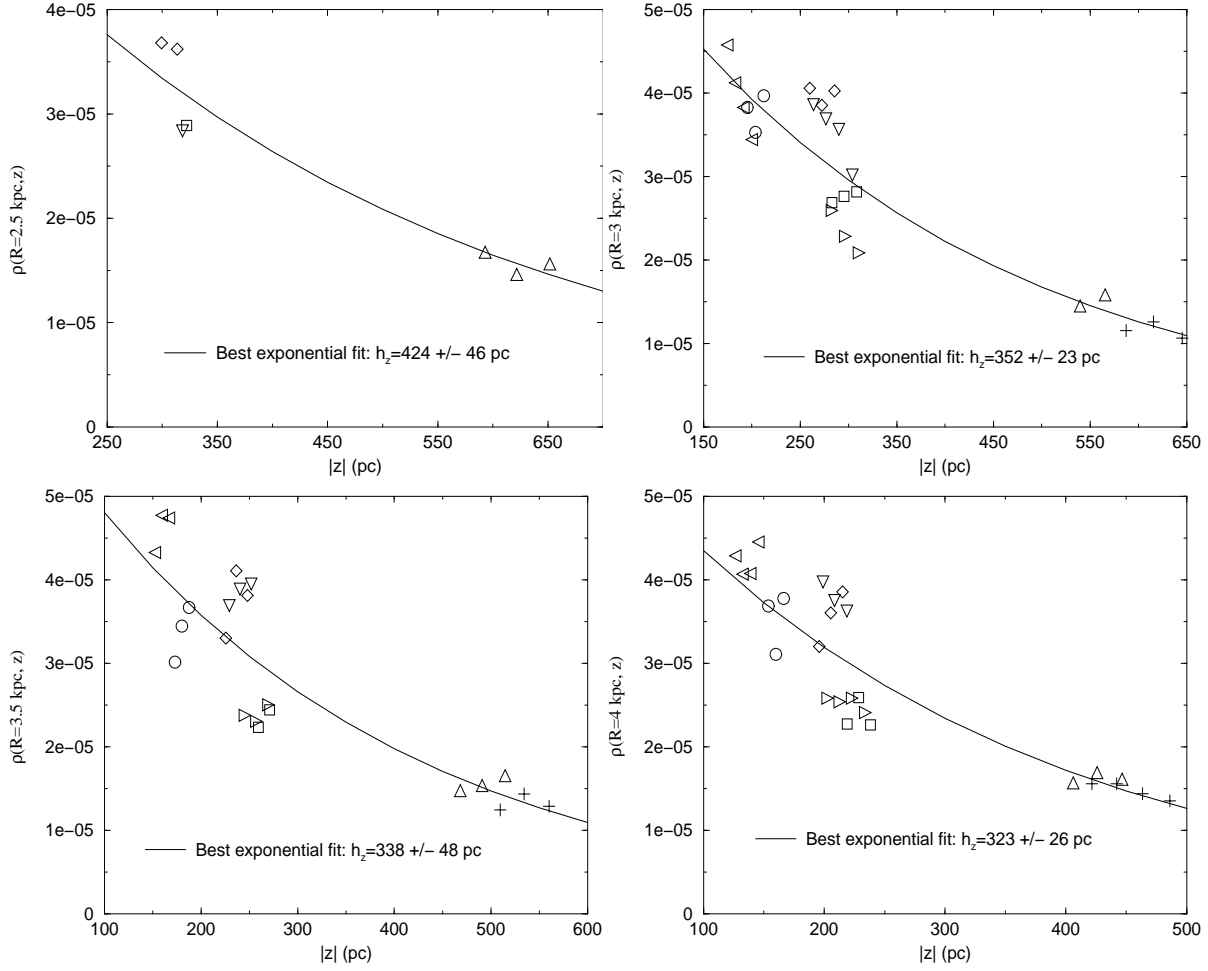 4e−05
3e−05
2e−05
1e−05
0
ρ(R=2.5 kpc,z)
Best exponential fit: hz=424 +/− 46 pc
250 350 450 550 650
|z| (pc)
5e−05
4e−05
3e−05
2e−05
1e−05
0
ρ(R=3 kpc, z)
Best exponential fit: hz=352 +/− 23 pc
150 250 350 450 550 650
|z| (pc)
5e−05
4e−05
3e−05
2e−05
1e−05
0
ρ(R=3.5 kpc, z)
Best exponential fit: hz=338 +/− 48 pc
100 200 300 400 500 600
|z| (pc)
5e−05
4e−05
3e−05
2e−05
1e−05
0
ρ(R=4 kpc, z)
Best exponential fit: hz=323 +/− 26 pc
100 200 300 400 500
|z| (pc)